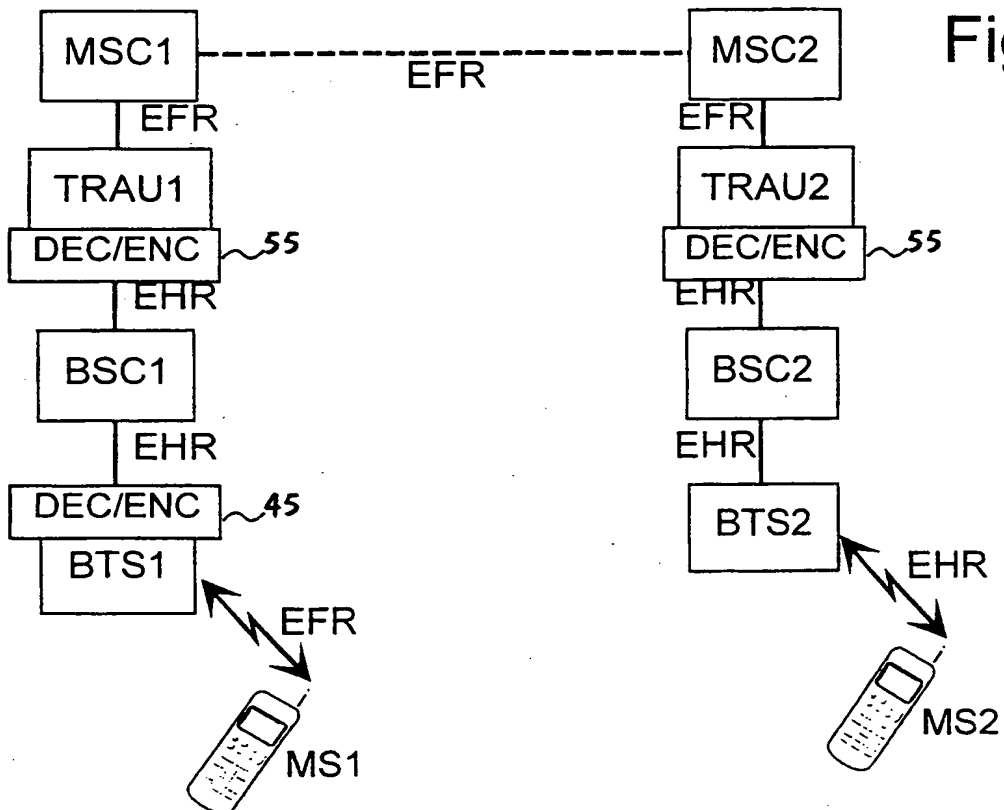 MSC1
EFR
MSC2
Fig
EFR
EFR
TRAU1
TRAU2
DEC/ENC
55
DEC/ENC
55
EHR
EHR
BSC1
BSC2
EHR
EHR
DEC/ENC
45
BTS1
BTS2
EHR
EFR
MS1
MS2